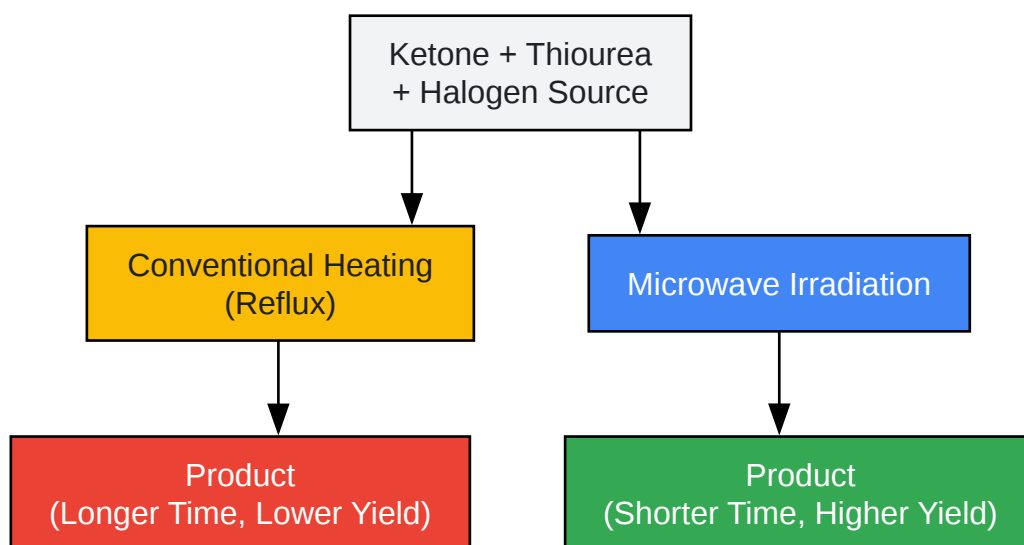 Ketone + Thiourea
+ Halogen Source
Conventional Heating
(Reflux)
Microwave Irradiation
Product
(Longer Time, Lower Yield)
Product
(Shorter Time, Higher Yield)